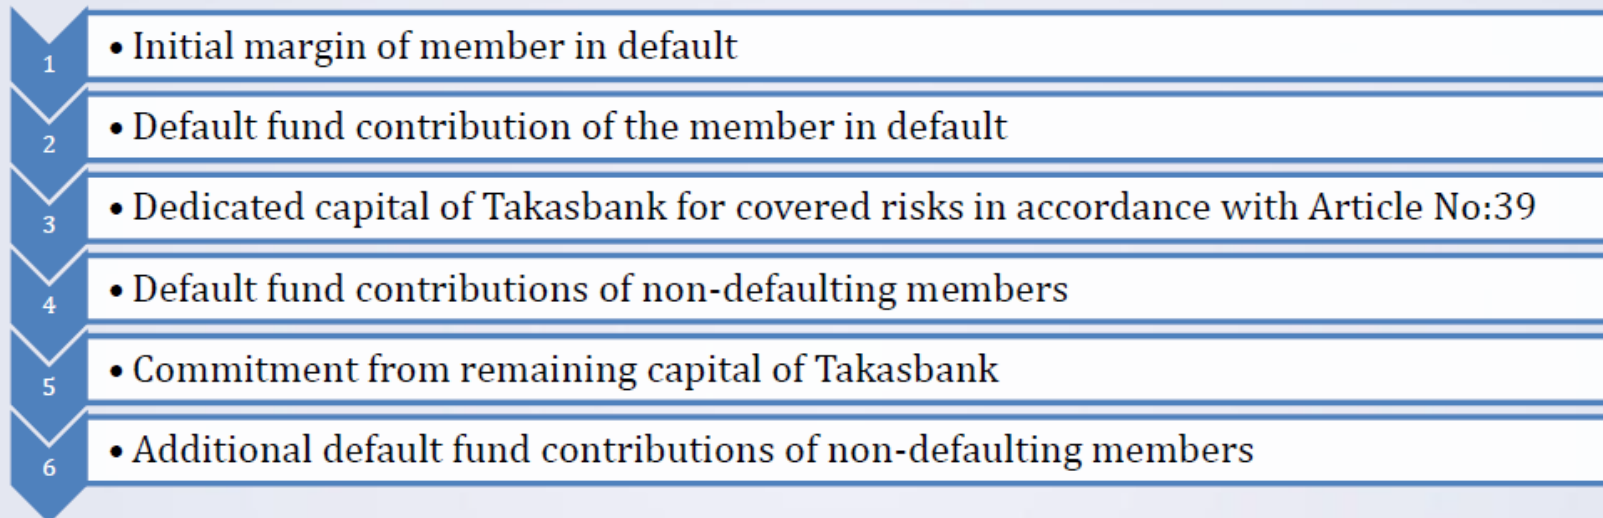 1 • Initial margin of member in default
2 • Default fund contribution of the member in default
3 • Dedicated capital of Takasbank for covered risks in accordance with Article No:39
4 • Default fund contributions of non-defaulting members
5 • Commitment from remaining capital of Takasbank
6 • Additional default fund contributions of non-defaulting members